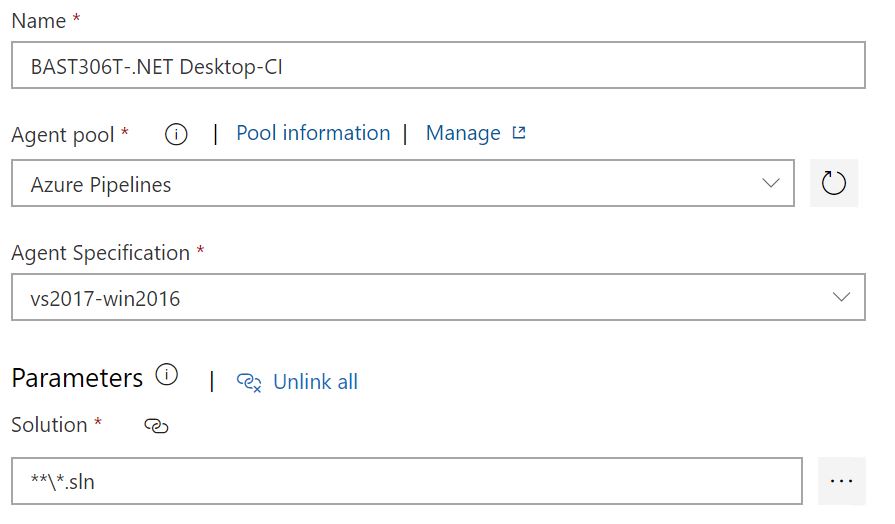 Name *
BAST306T-.NET Desktop-CI
Agent pool * | Pool information | Manage
Azure Pipelines
Agent Specification *
vs2017-win2016
Parameters | Unlink all
Solution *
**\*.sln